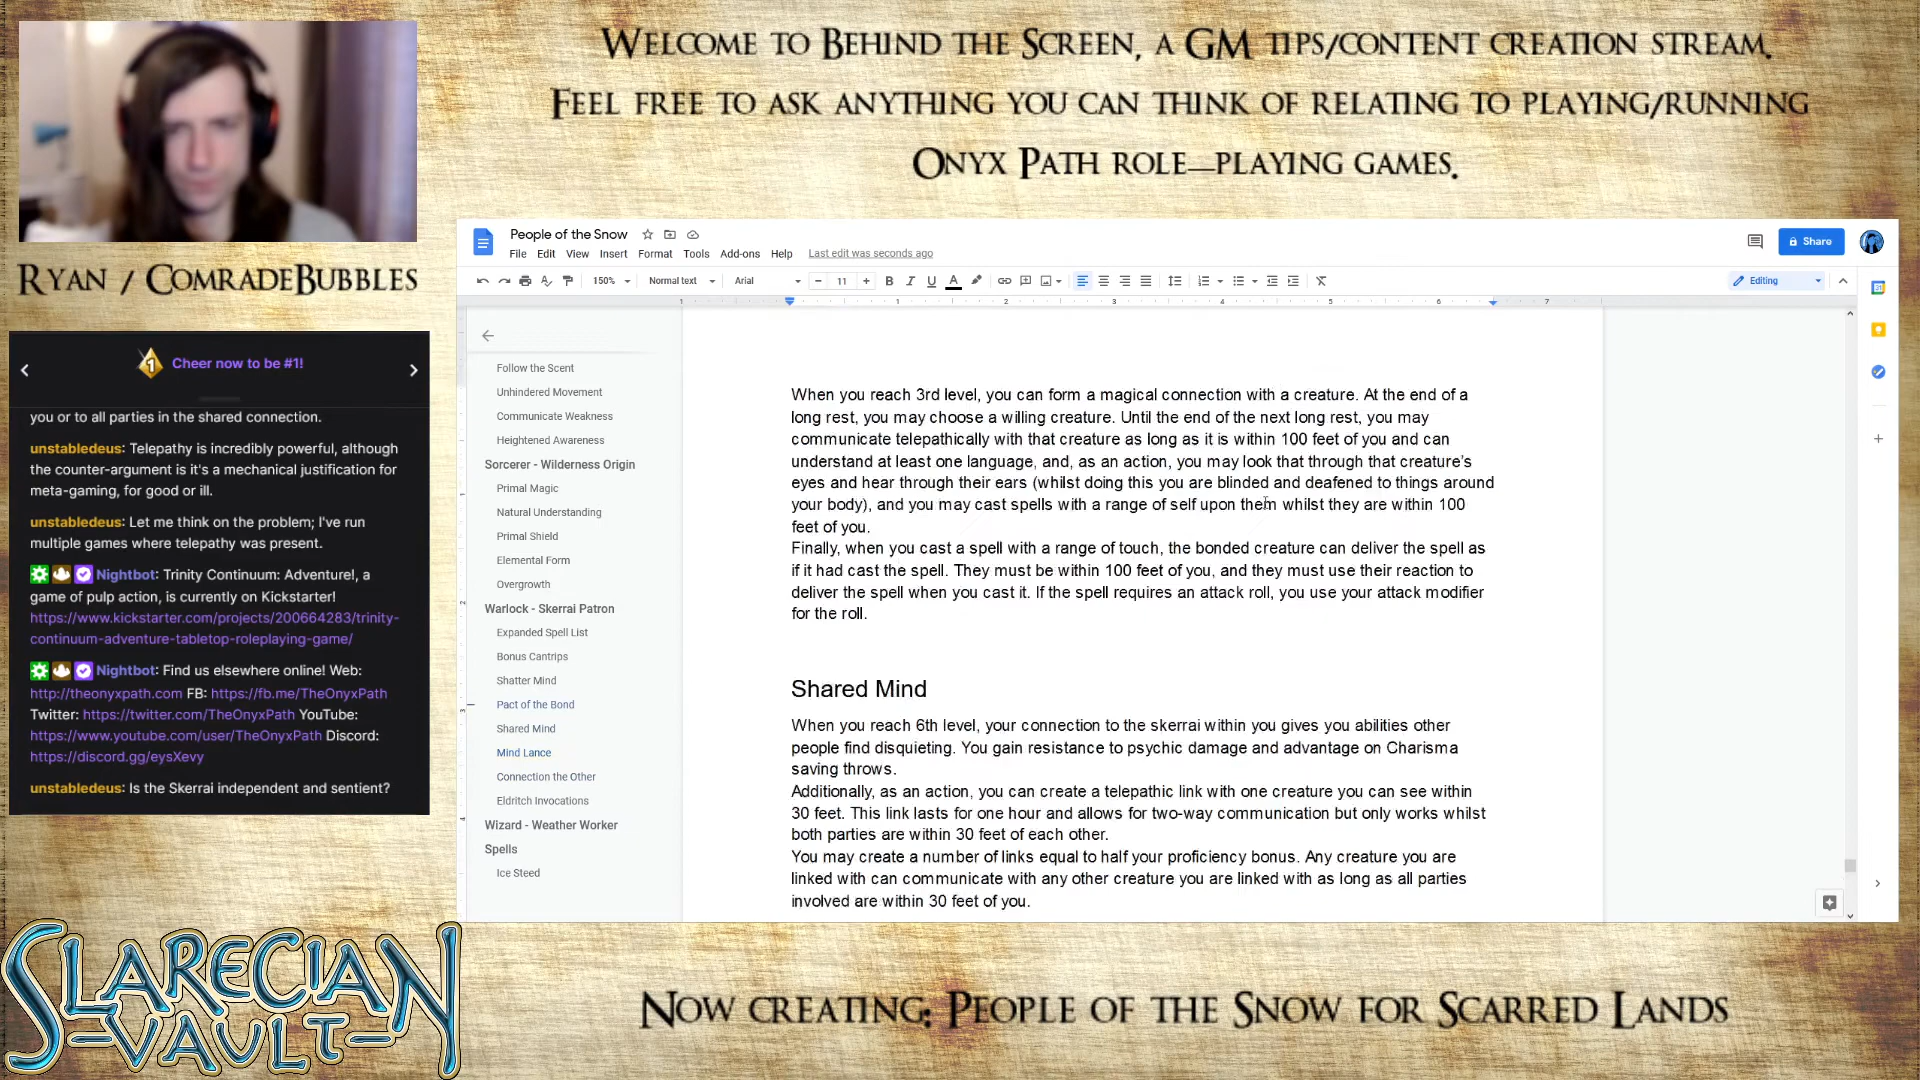 Welcome to Behind the Screen, a GM tips/content creation stream.
Feel free to ask anything you can think of relating to playing/running
Onyx Path role—playing games.
Ryan / ComradeBubbles
Cheer now to be #1!
you or to all parties in the shared connection.
unstabledeus: Telepathy is incredibly powerful, although
the counter-argument is it's a mechanical justification for
meta-gaming, for good or ill.
unstabledeus: Let me think on the problem; I've run
multiple games where telepathy was present.
Nightbot: Trinity Continuum: Adventure!, a
game of pulp action, is currently on Kickstarter!
https://www.kickstarter.com/projects/200664283/trinity-
continuum-adventure-tabletop-roleplaying-game/
Nightbot: Find us elsewhere online! Web:
http://theonyxpath.com FB: https://fb.me/TheOnyxPath
Twitter: https://twitter.com/TheOnyxPath YouTube:
https://www.youtube.com/user/TheOnyxPath Discord:
https://discord.gg/eysXevy
unstabledeus: Is the Skerrai independent and sentient?
People of the Snow
File Edit View Insert Format Tools Add-ons Help Last edit was seconds ago
Share
150% Normal text Arial 11 Editing
1 1 2 3 4 5 6 7
Follow the Scent
Unhindered Movement
Communicate Weakness
Heightened Awareness
Sorcerer - Wilderness Origin
Primal Magic
Natural Understanding
Primal Shield
Elemental Form
Overgrowth
Warlock - Skerrai Patron
Expanded Spell List
Bonus Cantrips
Shatter Mind
Pact of the Bond
Shared Mind
Mind Lance
Connection the Other
Eldritch Invocations
Wizard - Weather Worker
Spells
Ice Steed
When you reach 3rd level, you can form a magical connection with a creature. At the end of a
long rest, you may choose a willing creature. Until the end of the next long rest, you may
communicate telepathically with that creature as long as it is within 100 feet of you and can
understand at least one language, and, as an action, you may look that through that creature's
eyes and hear through their ears (whilst doing this you are blinded and deafened to things around
your body), and you may cast spells with a range of self upon them whilst they are within 100
feet of you.
Finally, when you cast a spell with a range of touch, the bonded creature can deliver the spell as
if it had cast the spell. They must be within 100 feet of you, and they must use their reaction to
deliver the spell when you cast it. If the spell requires an attack roll, you use your attack modifier
for the roll.
Shared Mind
When you reach 6th level, your connection to the skerrai within you gives you abilities other
people find disquieting. You gain resistance to psychic damage and advantage on Charisma
saving throws.
Additionally, as an action, you can create a telepathic link with one creature you can see within
30 feet. This link lasts for one hour and allows for two-way communication but only works whilst
both parties are within 30 feet of each other.
You may create a number of links equal to half your proficiency bonus. Any creature you are
linked with can communicate with any other creature you are linked with as long as all parties
involved are within 30 feet of you.
Slarecian
Vault
Now creating: People of the Snow for Scarred Lands